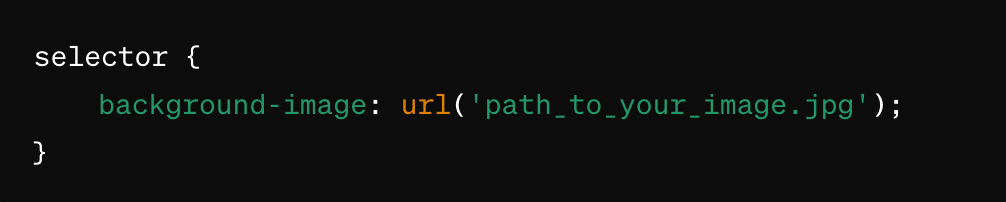 selector {
    background-image: url('path_to_your_image.jpg');
}